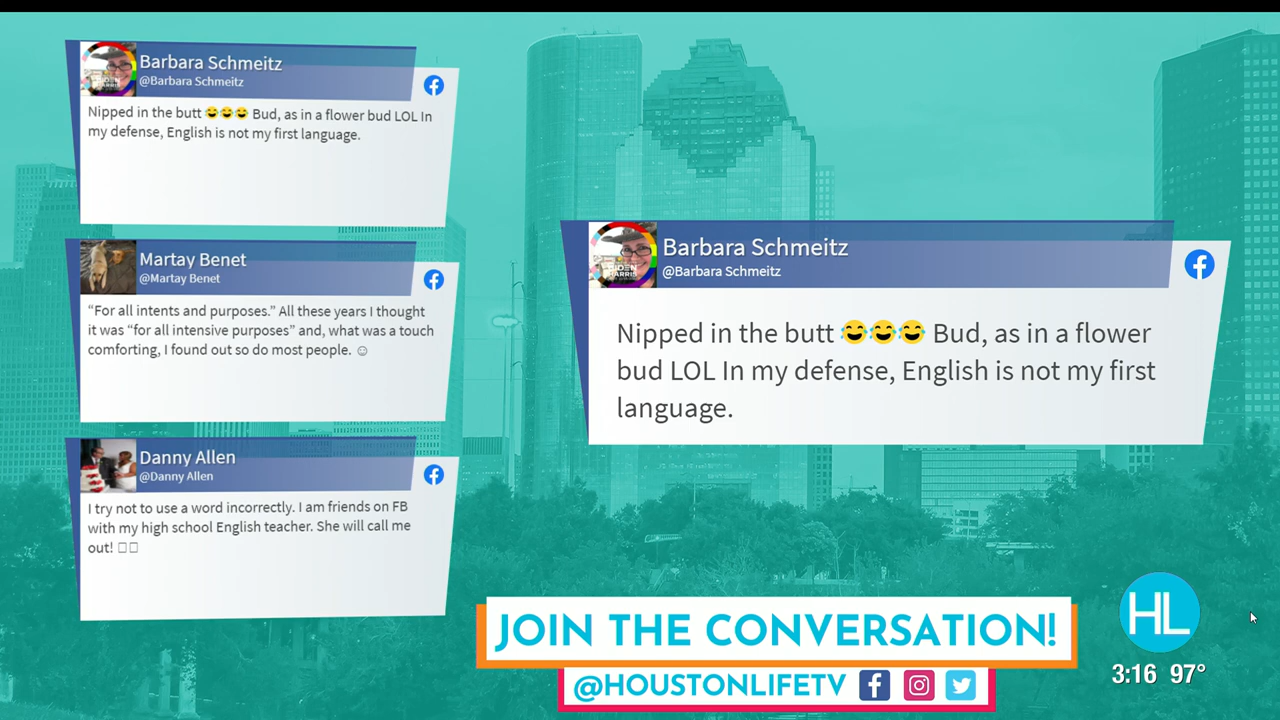 Barbara Schmeitz
@Barbara Schmeitz
Nipped in the butt 😂😂😂 Bud, as in a flower bud LOL In
my defense, English is not my first language.
Martay Benet
@Martay Benet
“For all intents and purposes.” All these years I thought
it was “for all intensive purposes” and, what was a touch
comforting, I found out so do most people. ☺
Danny Allen
@Danny Allen
I try not to use a word incorrectly. I am friends on FB
with my high school English teacher. She will call me
out! □□
Barbara Schmeitz
@Barbara Schmeitz
BIDEN
HARRIS
Nipped in the butt 😂😂😂 Bud, as in a flower
bud LOL In my defense, English is not my first
language.
JOIN THE CONVERSATION!
@HOUSTONLIFETV
HL
3:16 97°